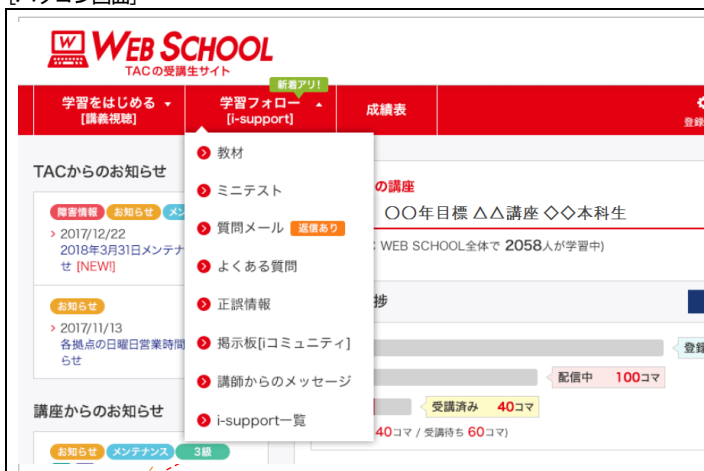 WEB SCHOOL
TACの受講生サイト
新着アリ!
学習をはじめる
[講義視聴]
学習フォロー
[i-support]
成績表
教材
ミニテスト
質問メール 返信あり
よくある質問
正誤情報
掲示板[iコミュニティ]
講師からのメッセージ
i-support一覧
TACからのお知らせ
障害情報 お知らせ
2017/12/22
2018年3月31日メンテナ
せ [NEW!]
お知らせ
2017/11/13
各拠点の日曜日営業時間
らせ
講座からのお知らせ
お知らせ メンテナンス 3級
の講座
〇〇年目標 △△講座 ◇◇本科生
WEB SCHOOL全体で 2058人が学習中)
捗
登録
配信中 100コマ
受講済み 40コマ
40コマ / 受講待ち 60コマ)